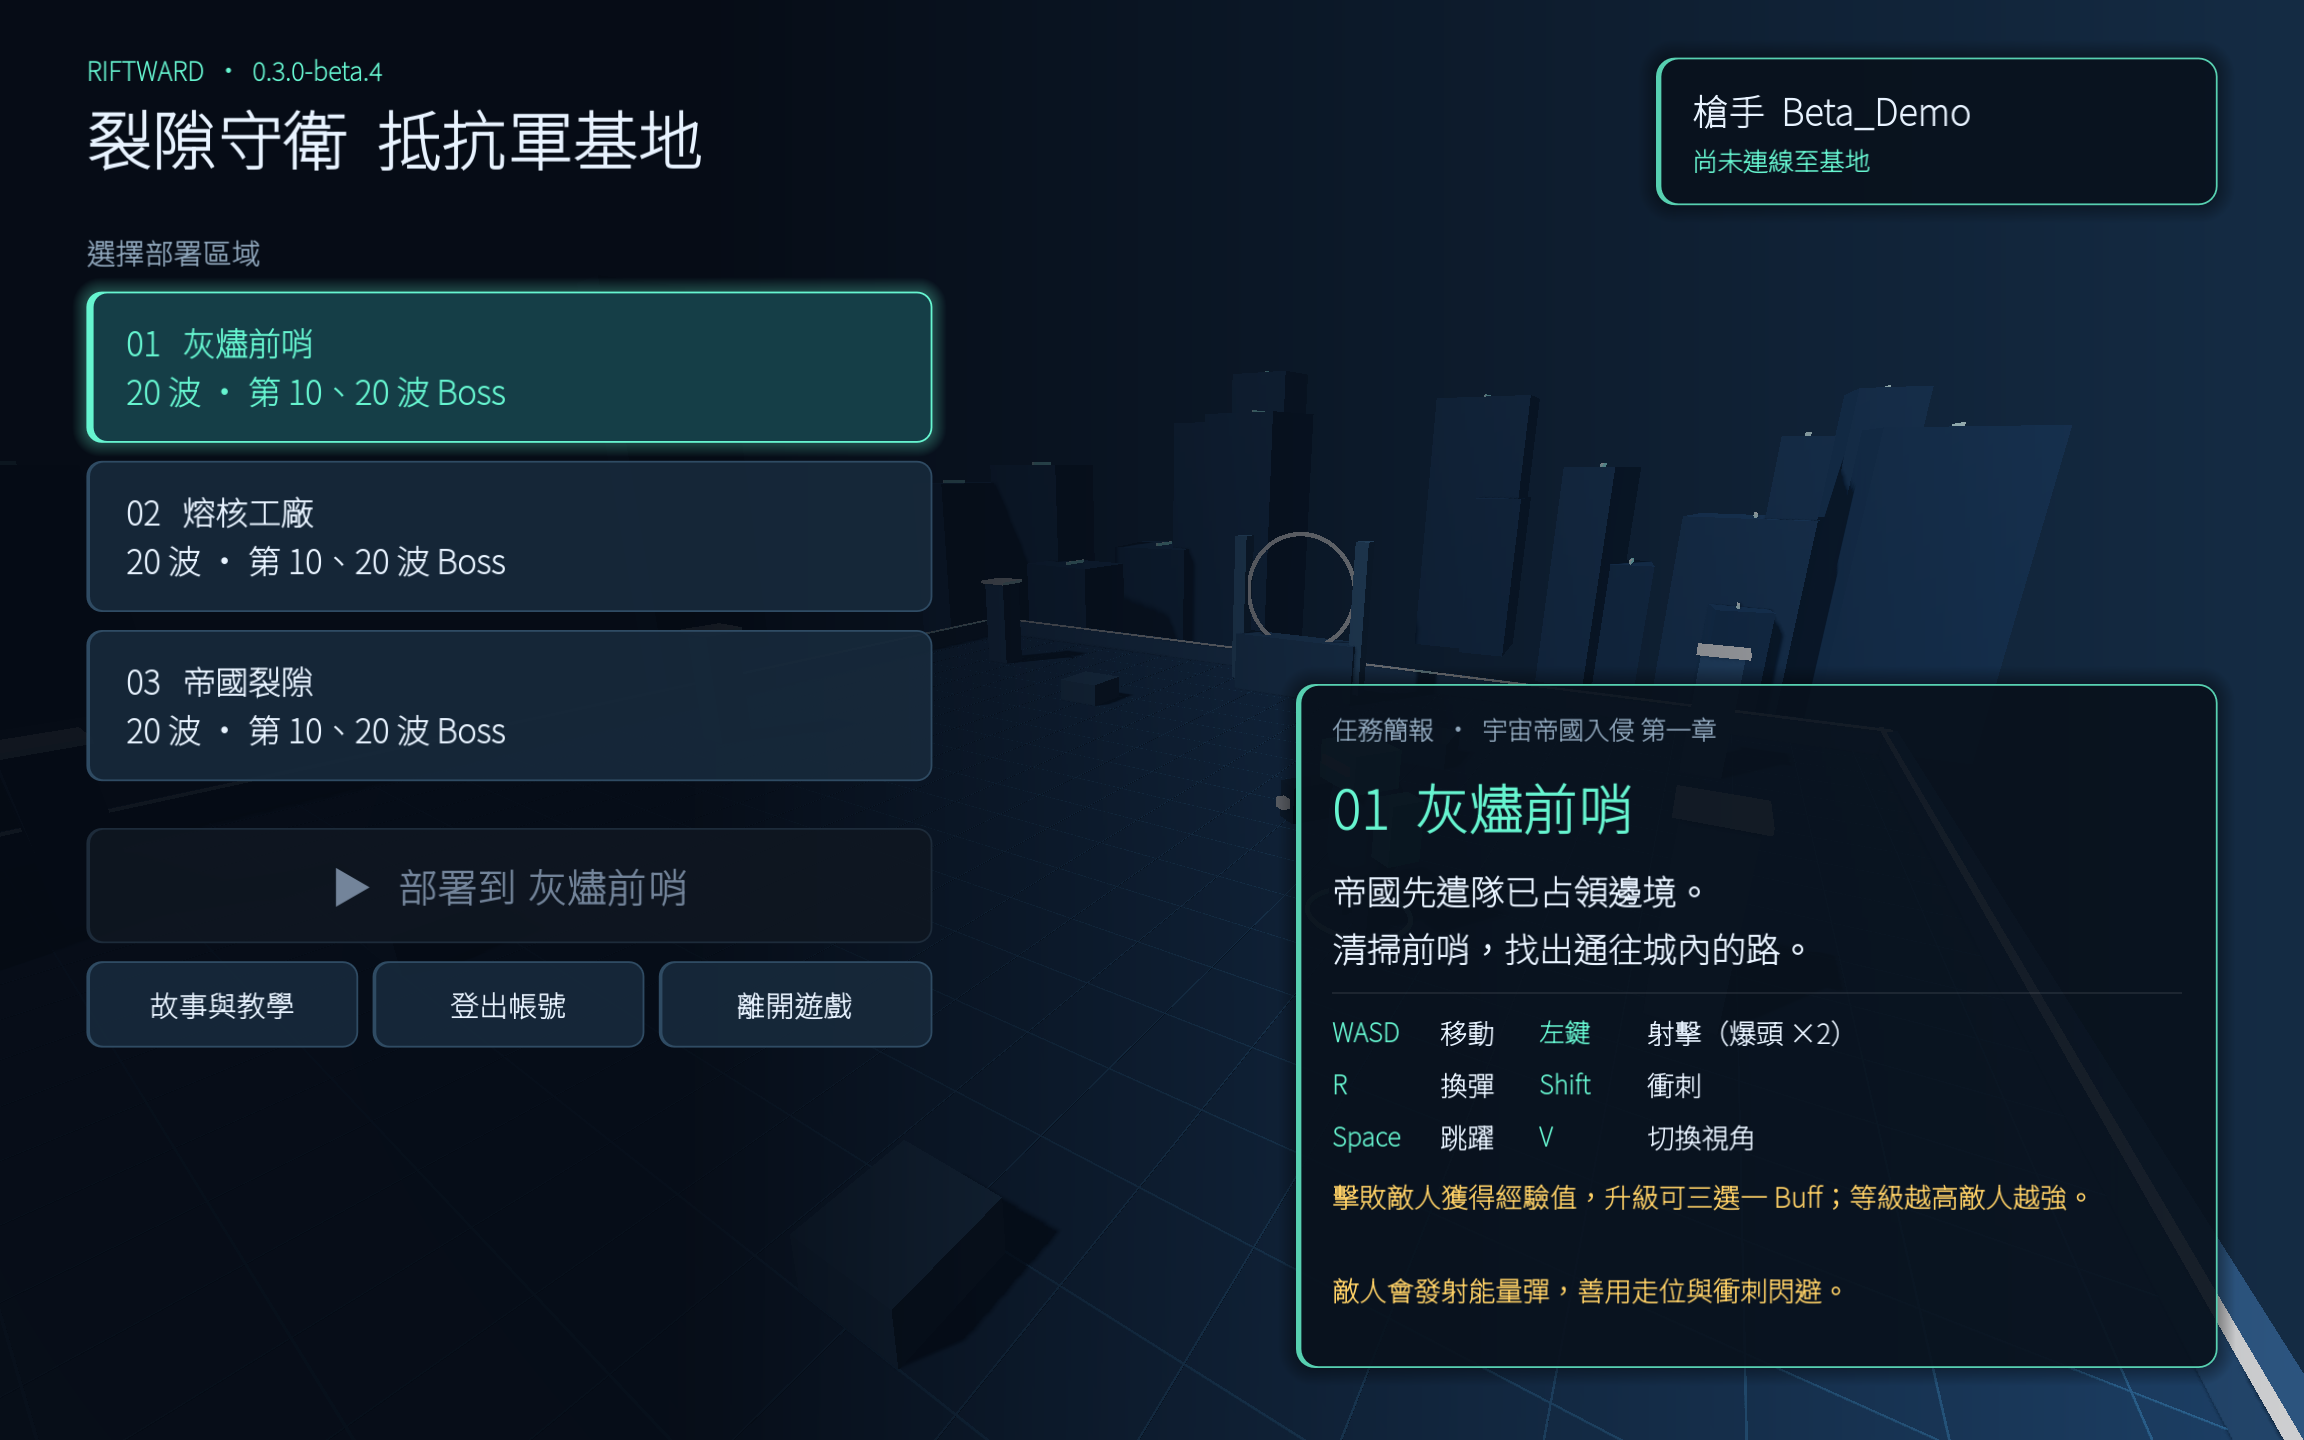 RIFTWARD · 0.3.0-beta.4
裂隙守衛 抵抗軍基地
槍手 Beta_Demo
尚未連線至基地
選擇部署區域
01 灰燼前哨
20 波 · 第 10、20 波 Boss
02 熔核工廠
20 波 · 第 10、20 波 Boss
03 帝國裂隙
20 波 · 第 10、20 波 Boss
▶ 部署到 灰燼前哨
故事與教學 登出帳號 離開遊戲
任務簡報 · 宇宙帝國入侵 第一章
01 灰燼前哨
帝國先遣隊已占領邊境。
清掃前哨，找出通往城內的路。
WASD 移動 左鍵 射擊（爆頭 ×2）
R 換彈 Shift 衝刺
Space 跳躍 V 切換視角
擊敗敵人獲得經驗值，升級可三選一 Buff；等級越高敵人越強。
敵人會發射能量彈，善用走位與衝刺閃避。